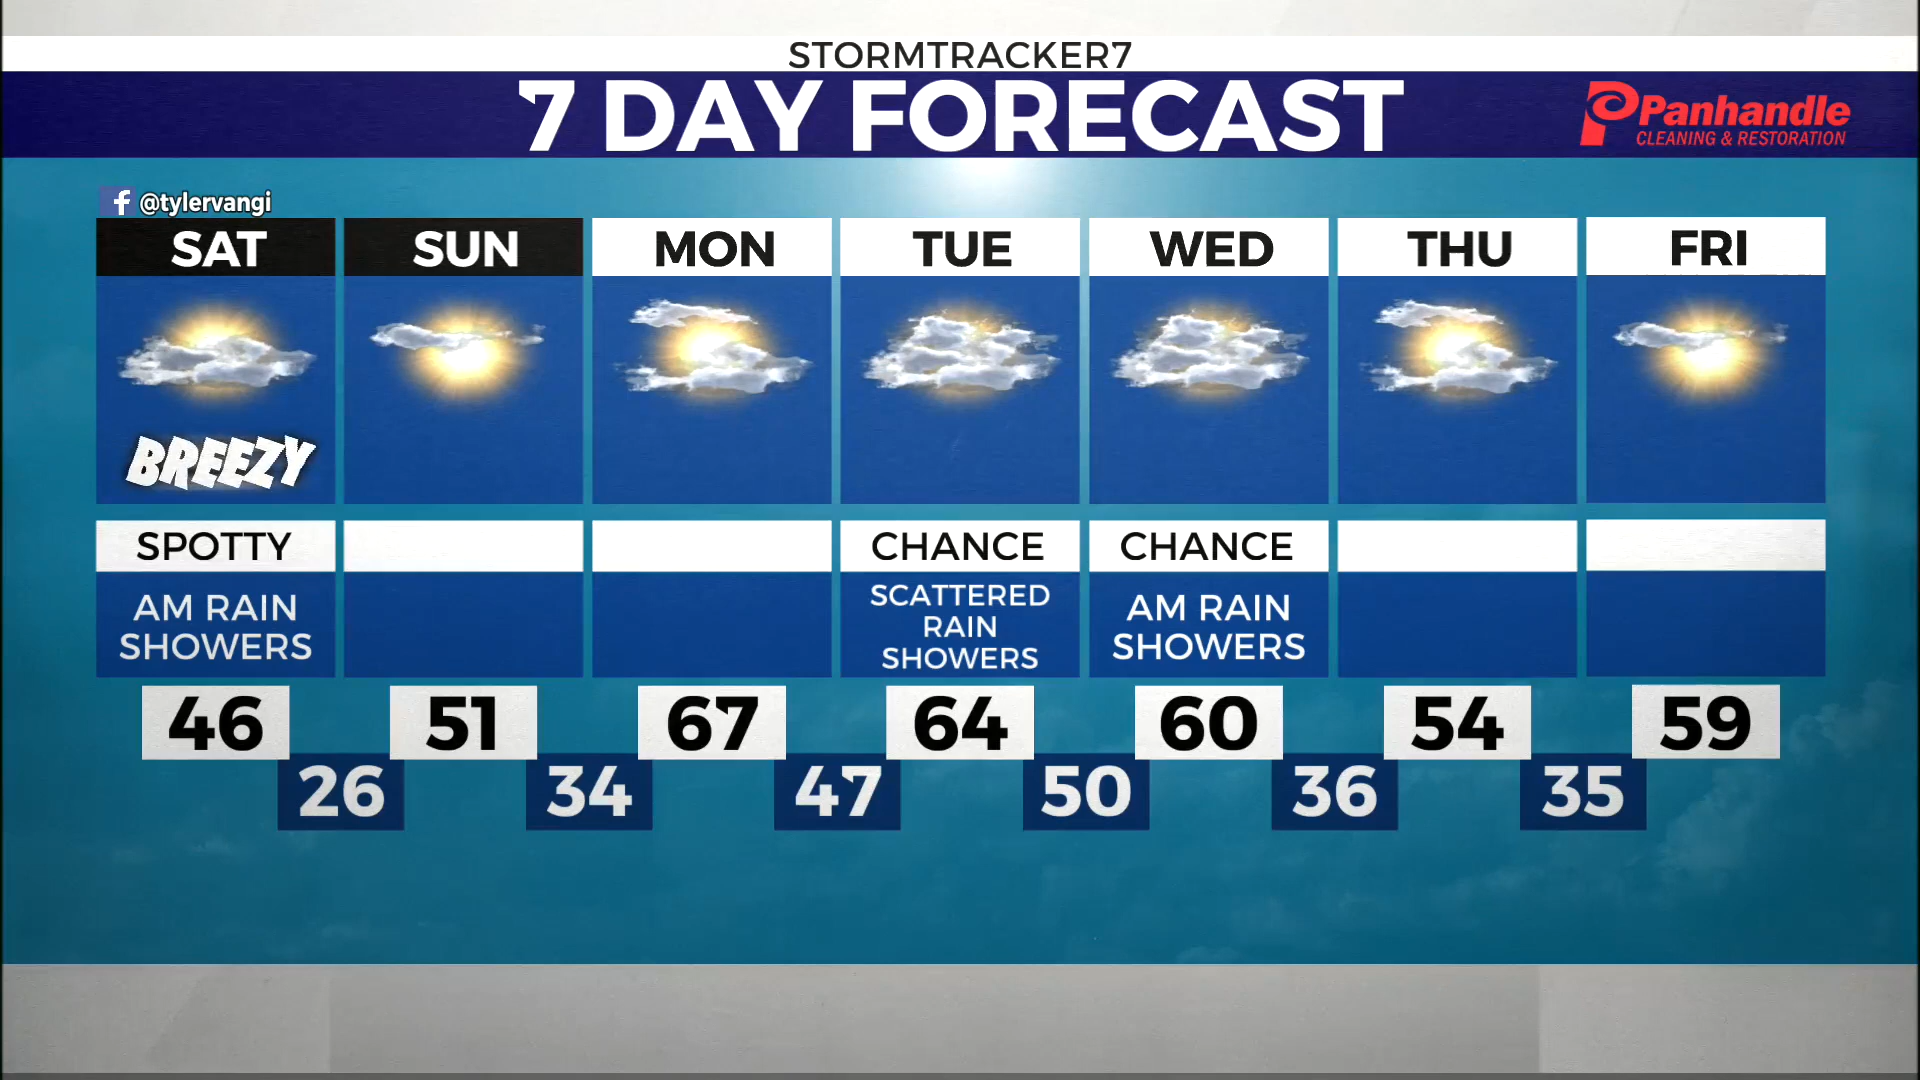 STORMTRACKER7
7 DAY FORECAST
Panhandle
CLEANING & RESTORATION
f @tylervangi
SAT
SUN
MON
TUE
WED
THU
FRI
BREEZY
SPOTTY
AM RAIN
SHOWERS
CHANCE
SCATTERED
RAIN
SHOWERS
CHANCE
AM RAIN
SHOWERS
46
51
67
64
60
54
59
26
34
47
50
36
35